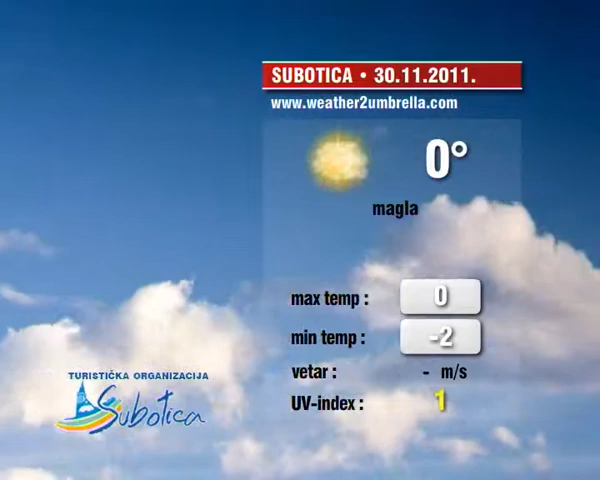 SUBOTICA • 30.11.2011.
www.weather2umbrella.com
0°
magla
max temp : 0
min temp : -2
vetar : - m/s
UV-index : 1
TURISTIČKA ORGANIZACIJA
Subotica